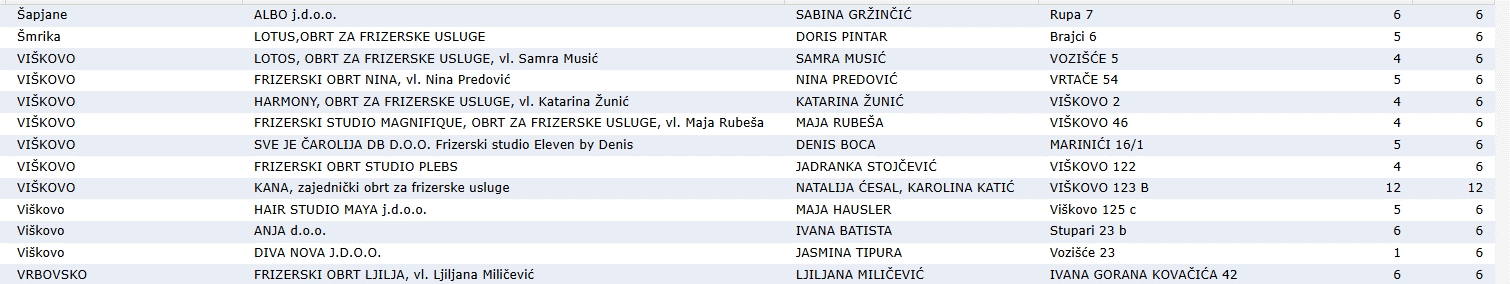 Šapjane ALBO j.d.o.o. SABINA GRŽINČIĆ Rupa 7 6 6
Šmrika LOTUS,OBRT ZA FRIZERSKE USLUGE DORIS PINTAR Brajci 6 5 6
VIŠKOVO LOTOS, OBRT ZA FRIZERSKE USLUGE, vl. Samra Musić SAMRA MUSIĆ VOZIŠĆE 5 4 6
VIŠKOVO FRIZERSKI OBRT NINA, vl. Nina Predović NINA PREDOVIĆ VRTAČE 54 5 6
VIŠKOVO HARMONY, OBRT ZA FRIZERSKE USLUGE, vl. Katarina Žunić KATARINA ŽUNIĆ VIŠKOVO 2 4 6
VIŠKOVO FRIZERSKI STUDIO MAGNIFIQUE, OBRT ZA FRIZERSKE USLUGE, vl. Maja Rubeša MAJA RUBEŠA VIŠKOVO 46 4 6
VIŠKOVO SVE JE ČAROLIJA DB D.O.O. Frizerski studio Eleven by Denis DENIS BOCA MARINIĆI 16/1 5 6
VIŠKOVO FRIZERSKI OBRT STUDIO PLEBS JADRANKA STOJČEVIĆ VIŠKOVO 122 4 6
VIŠKOVO KANA, zajednički obrt za frizerske usluge NATALIJA ĆESAL, KAROLINA KATIĆ VIŠKOVO 123 B 12 12
Viškovo HAIR STUDIO MAYA j.d.o.o. MAJA HAUSLER Viškovo 125 c 5 6
Viškovo ANJA d.o.o. IVANA BATISTA Stupari 23 b 6 6
Viškovo DIVA NOVA J.D.O.O. JASMINA TIPURA Vozišće 23 1 6
VRBOVSKO FRIZERSKI OBRT LJILJA, vl. Ljiljana Miličević LJILJANA MILIČEVIĆ IVANA GORANA KOVAČIĆA 42 6 6